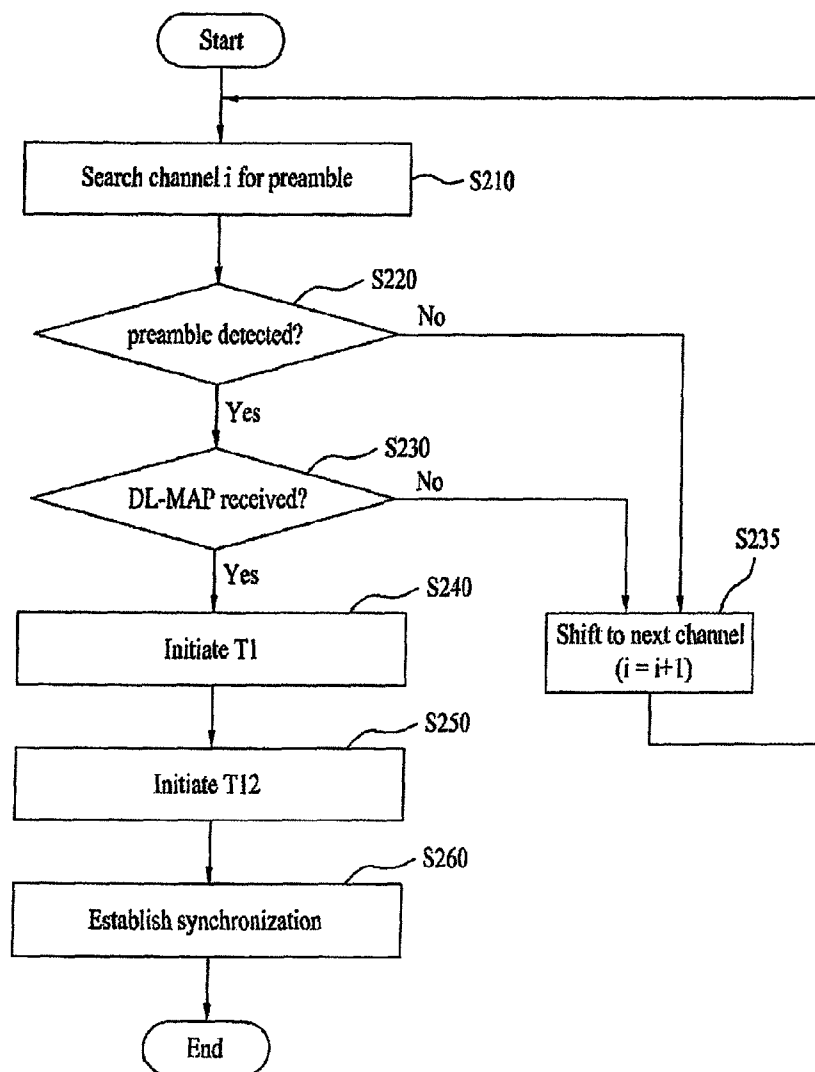 Start
Search channel i for preamble
S210
S220
preamble detected?
No
Yes
S230
DL-MAP received?
No
Yes
S235
Shift to next channel
(i = i+1)
S240
Initiate T1
S250
Initiate T12
S260
Establish synchronization
End